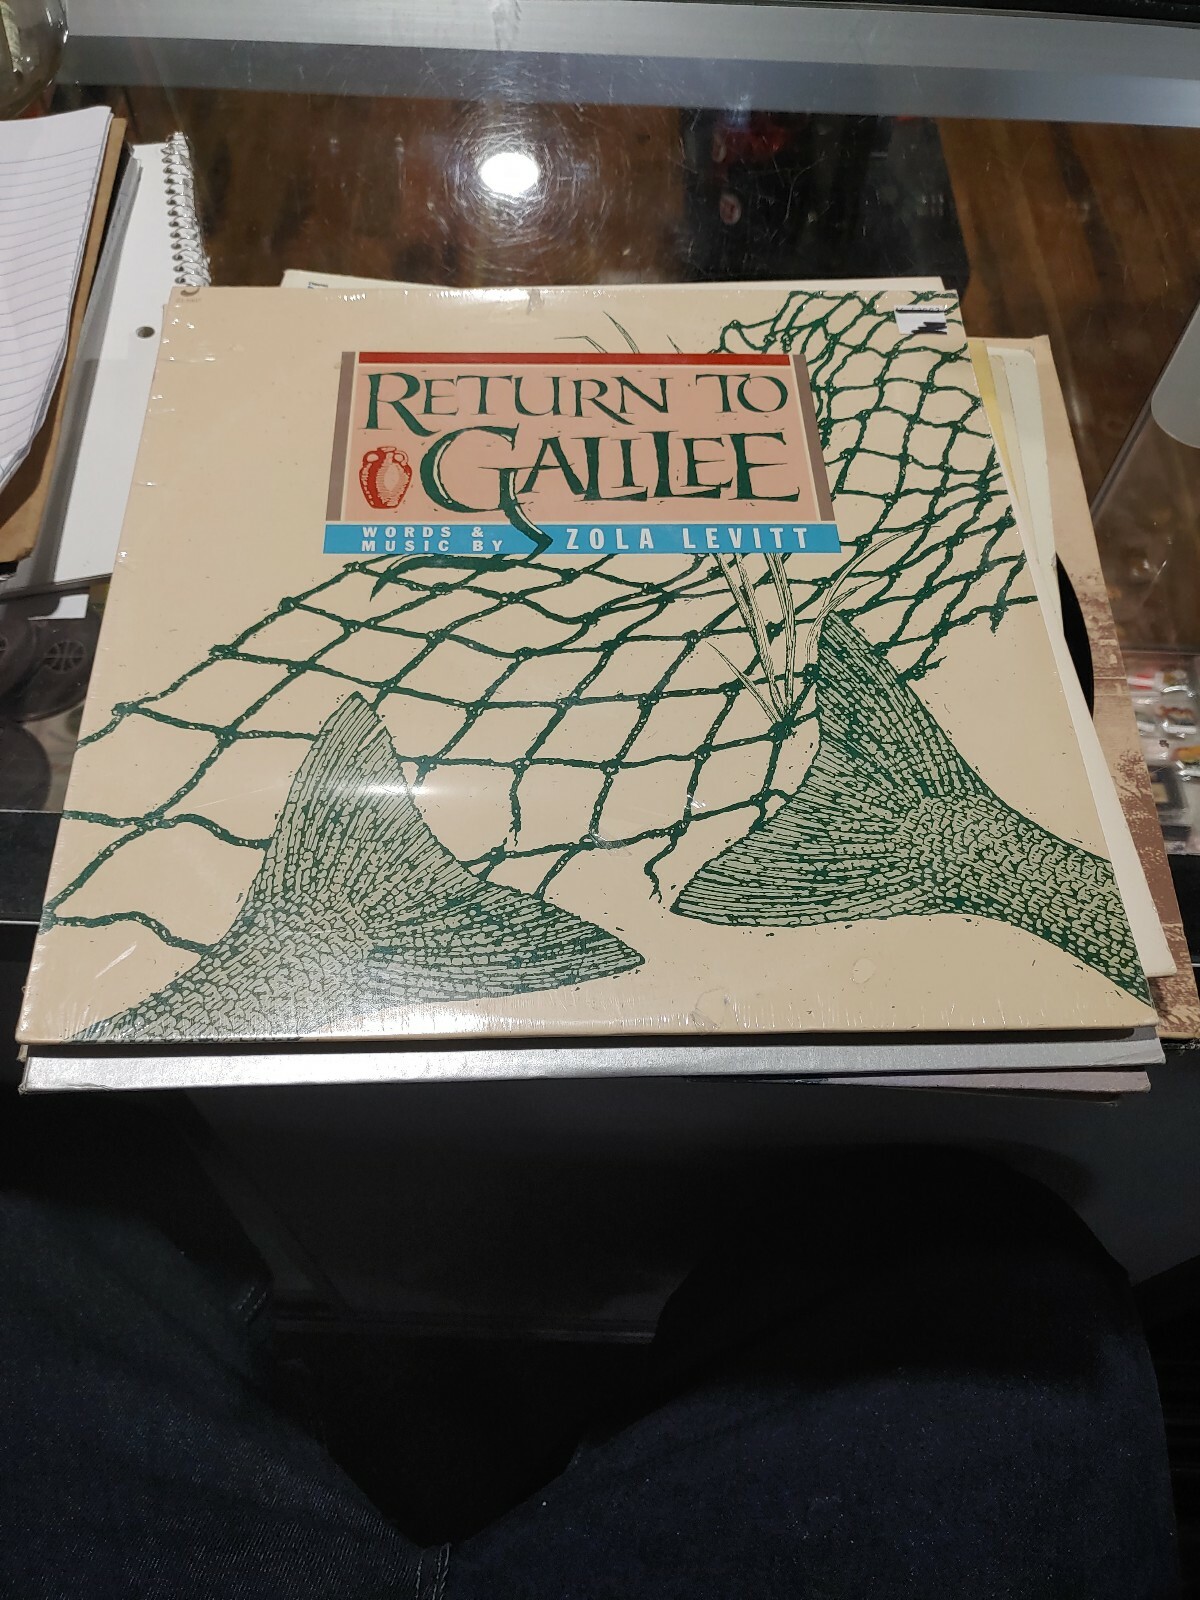 RETURN TO
GALILEE
WORDS &
MUSIC BY
ZOLA LEVITT